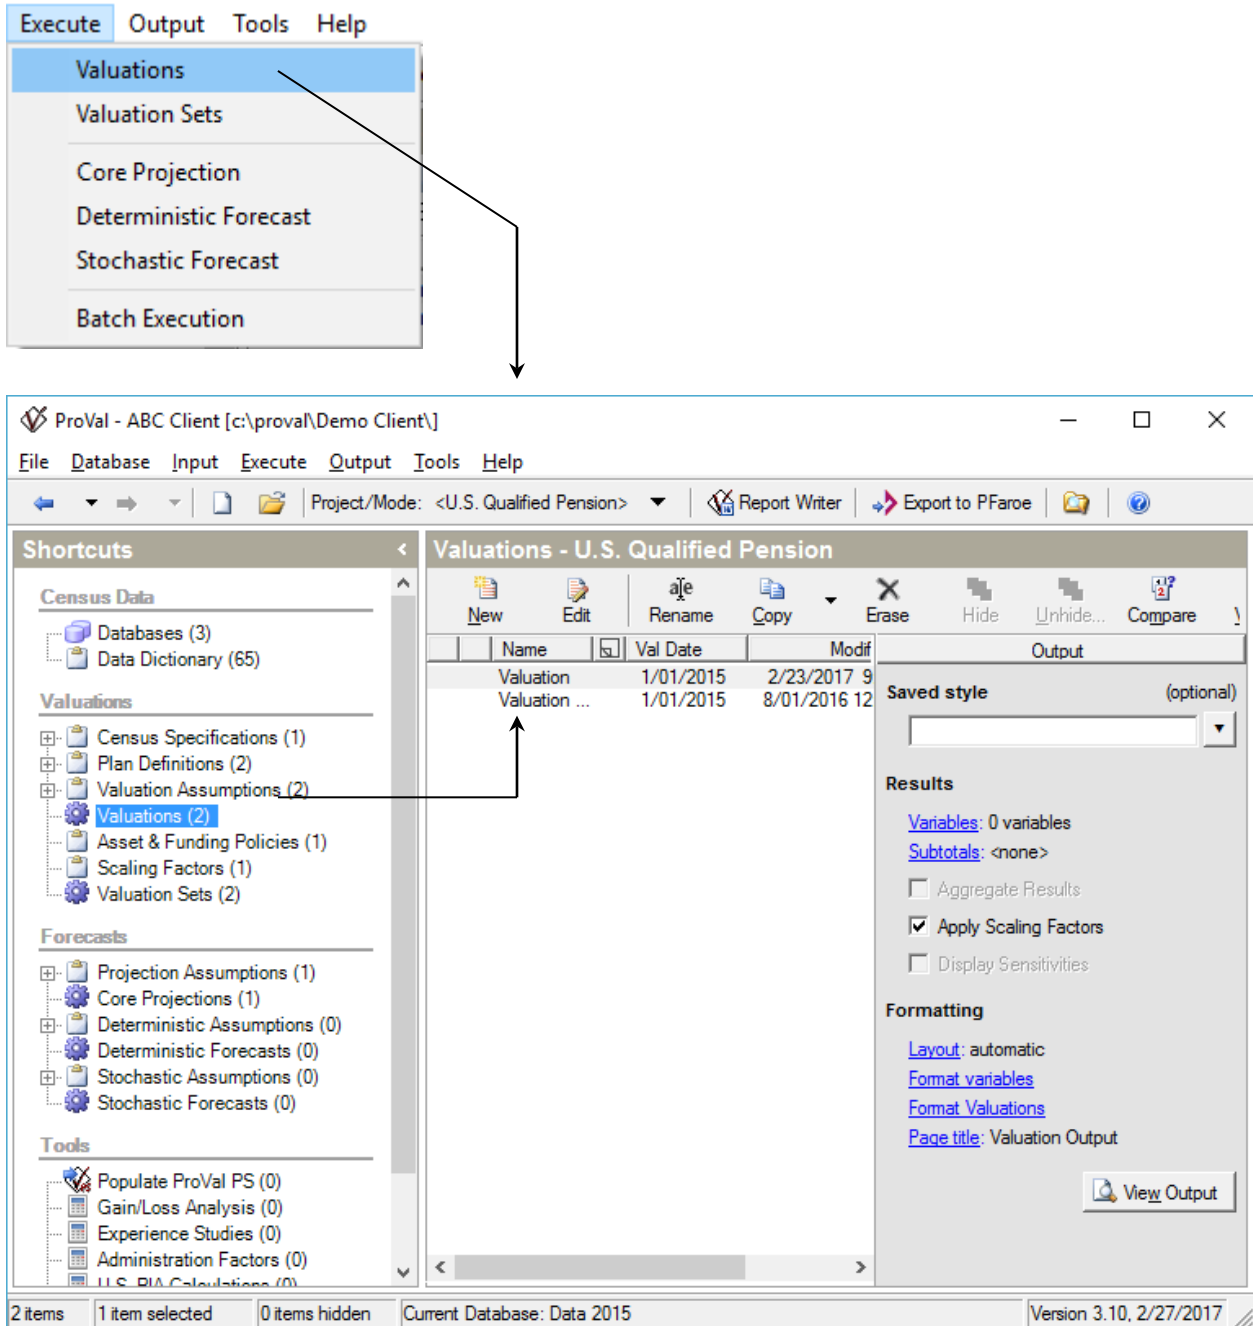 Execute Output Tools Help
Valuations
Valuation Sets
Core Projection
Deterministic Forecast
Stochastic Forecast
Batch Execution
ProVal - ABC Client [c:\proval\Demo Client\]
File Database Input Execute Output Tools Help
Project/Mode: <U.S. Qualified Pension> Report Writer Export to PFaroe
Shortcuts
Census Data
Databases (3)
Data Dictionary (65)
Valuations
Census Specifications (1)
Plan Definitions (2)
Valuation Assumptions (2)
Valuations (2)
Asset & Funding Policies (1)
Scaling Factors (1)
Valuation Sets (2)
Forecasts
Projection Assumptions (1)
Core Projections (1)
Deterministic Assumptions (0)
Deterministic Forecasts (0)
Stochastic Assumptions (0)
Stochastic Forecasts (0)
Tools
Populate ProVal PS (0)
Gain/Loss Analysis (0)
Experience Studies (0)
Administration Factors (0)
U.S. PIA Calculations (0)
Valuations - U.S. Qualified Pension
New Edit Rename Copy Erase Hide Unhide... Compare
Name Val Date Modif
Valuation 1/01/2015 2/23/2017 9
Valuation ... 1/01/2015 8/01/2016 12
Output
Saved style (optional)
Results
Variables: 0 variables
Subtotals: <none>
Aggregate Results
Apply Scaling Factors
Display Sensitivities
Formatting
Layout: automatic
Format variables
Format Valuations
Page title: Valuation Output
View Output
2 items 1 item selected 0 items hidden Current Database: Data 2015 Version 3.10, 2/27/2017